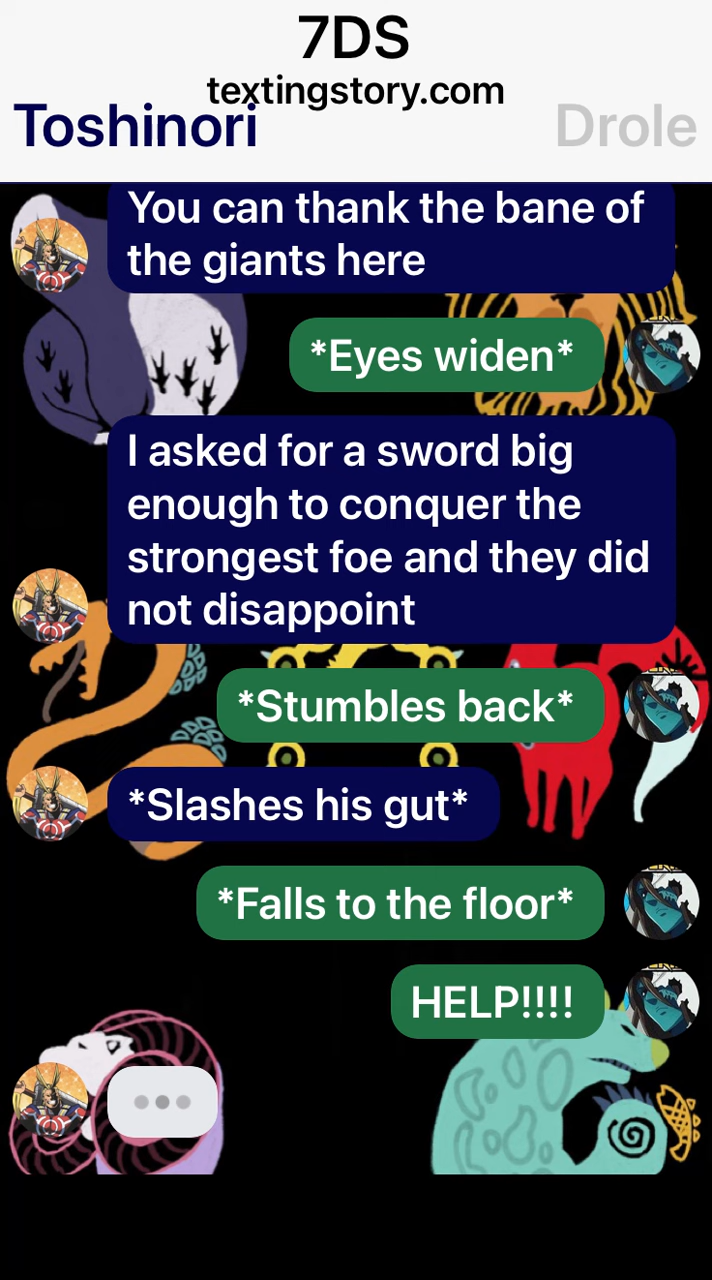 7DS
textingstory.com
Toshinori
Drole
You can thank the bane of
the giants here
*Eyes widen*
I asked for a sword big
enough to conquer the
strongest foe and they did
not disappoint
*Stumbles back*
*Slashes his gut*
*Falls to the floor*
HELP!!!!